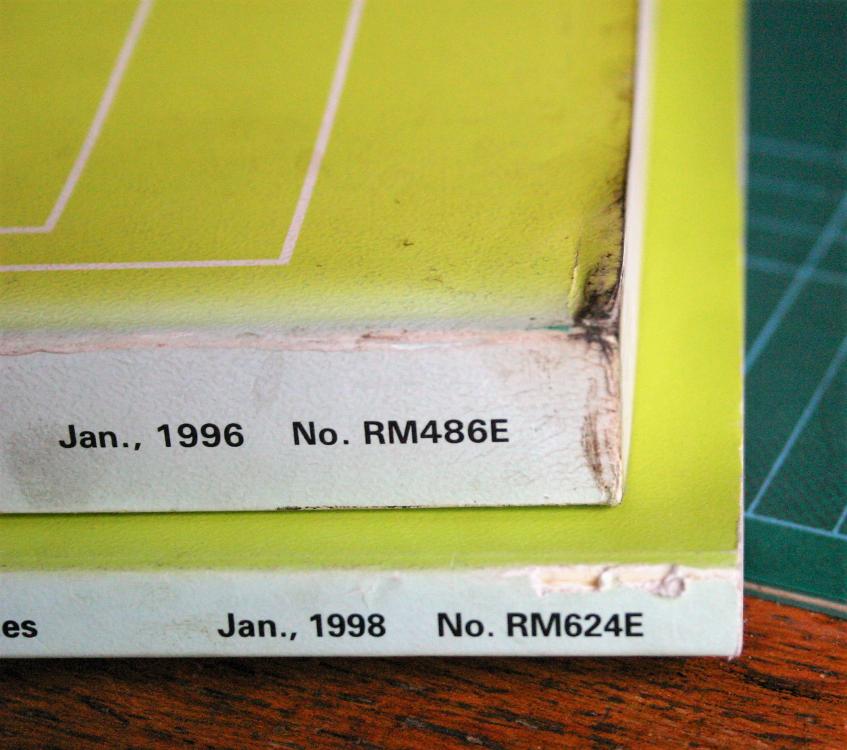 Jan., 1996 No. RM486E
es Jan., 1998 No. RM624E